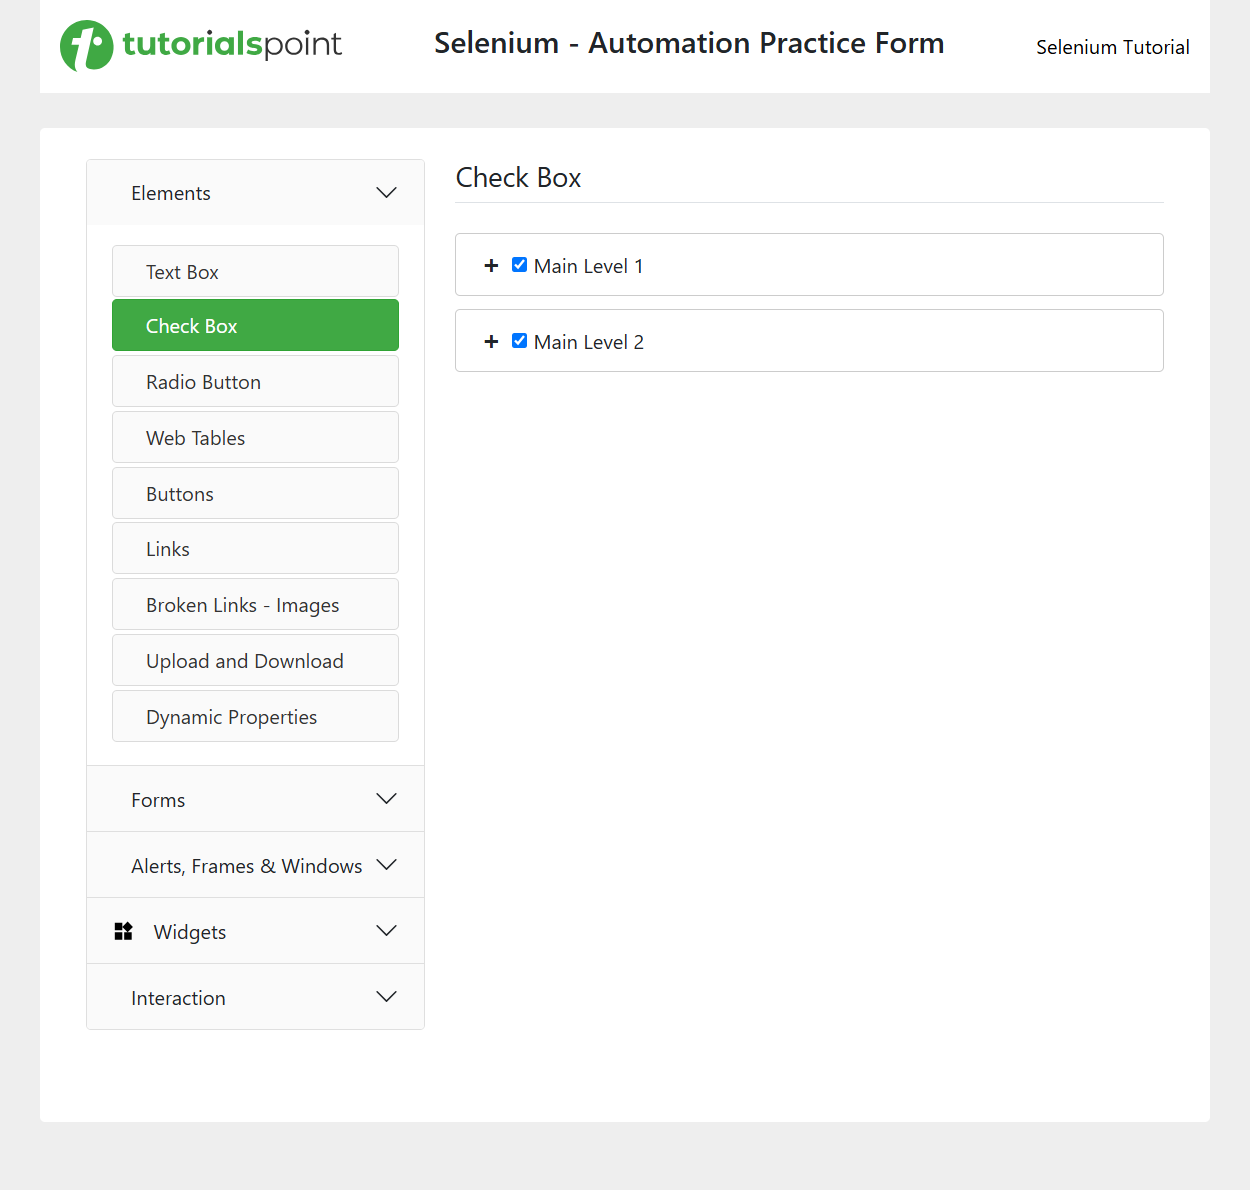 tutorialspoint
Selenium - Automation Practice Form
Selenium Tutorial
Elements
Text Box
Check Box
Radio Button
Web Tables
Buttons
Links
Broken Links - Images
Upload and Download
Dynamic Properties
Forms
Alerts, Frames & Windows
Widgets
Interaction
Check Box
+ Main Level 1
+ Main Level 2